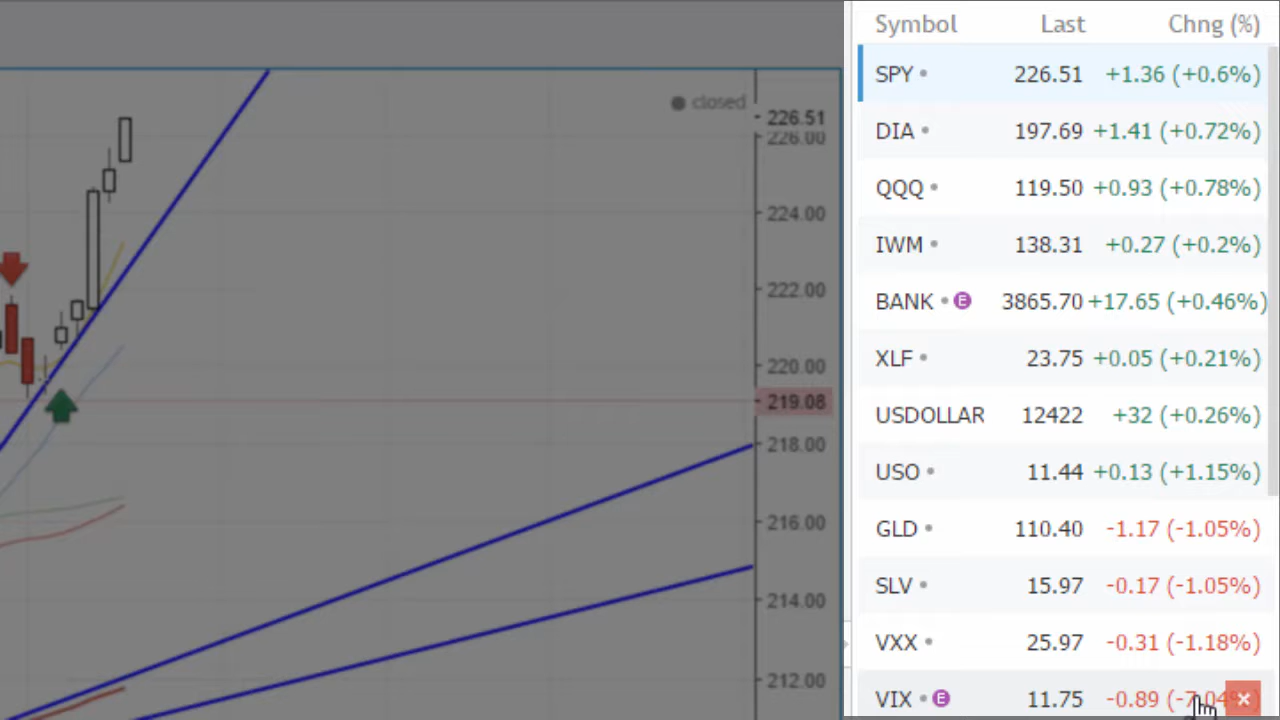 Symbol Last Chng (%)
SPY 226.51 +1.36 (+0.6%)
DIA 197.69 +1.41 (+0.72%)
QQQ 119.50 +0.93 (+0.78%)
IWM 138.31 +0.27 (+0.2%)
BANK E 3865.70 +17.65 (+0.46%)
XLF 23.75 +0.05 (+0.21%)
USDOLLAR 12422 +32 (+0.26%)
USO 11.44 +0.13 (+1.15%)
GLD 110.40 -1.17 (-1.05%)
SLV 15.97 -0.17 (-1.05%)
VXX 25.97 -0.31 (-1.18%)
VIX E 11.75 -0.89
closed
226.51
226.00
224.00
222.00
220.00
219.08
218.00
216.00
214.00
212.00